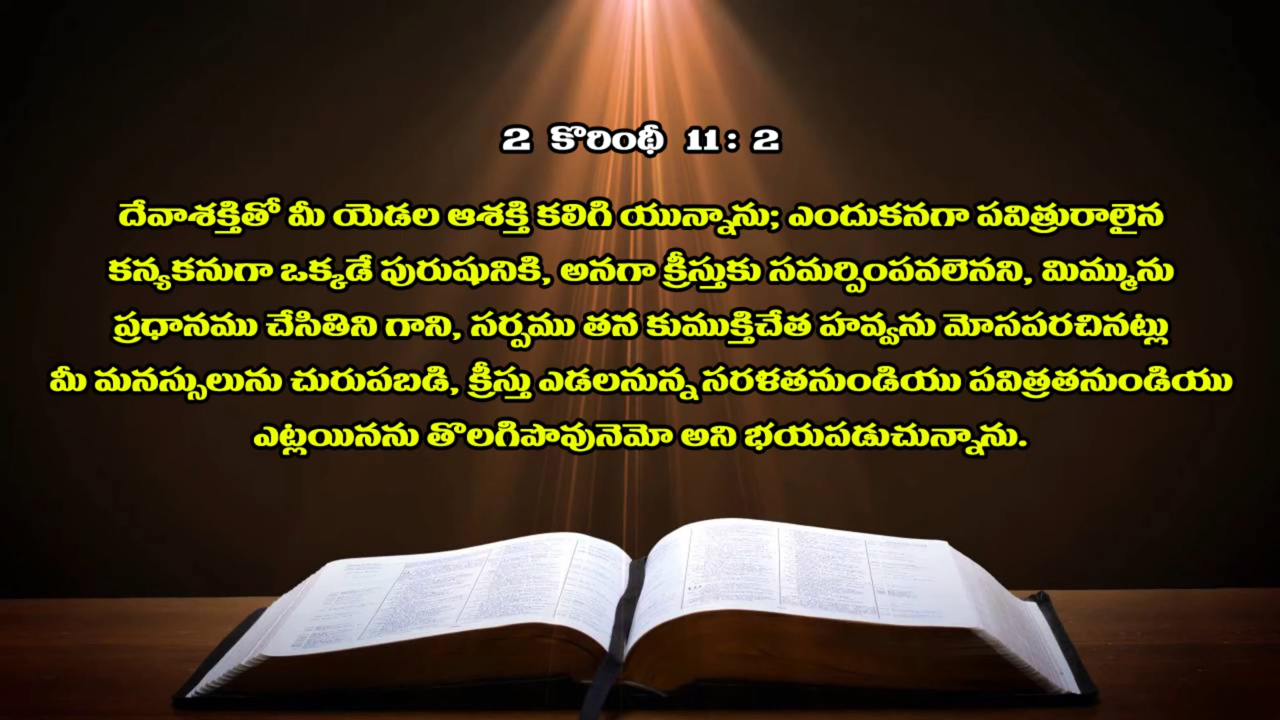 2 కొరింథీ 11: 2
దేవాశక్తితో మీ యెడల ఆశక్తి కలిగి యున్నాను; ఎందుకనగా పవిత్రురాలైన
కన్యకనుగా ఒక్కడే పురుషునికి, అనగా క్రీస్తుకు సమర్పింపవలెనని, మిమ్మును
ప్రధానము చేసితిని గాని, సర్పము తన కుముక్తిచేత హవ్వను మోసపరచినట్లు
మీ మనస్సులును చురుపబడి, క్రీస్తు ఎడలనున్న సరళతనుండియు పవిత్రతనుండియు
ఎట్లయినను తొలగిపొవునెమో అని భయపడుచున్నాను.